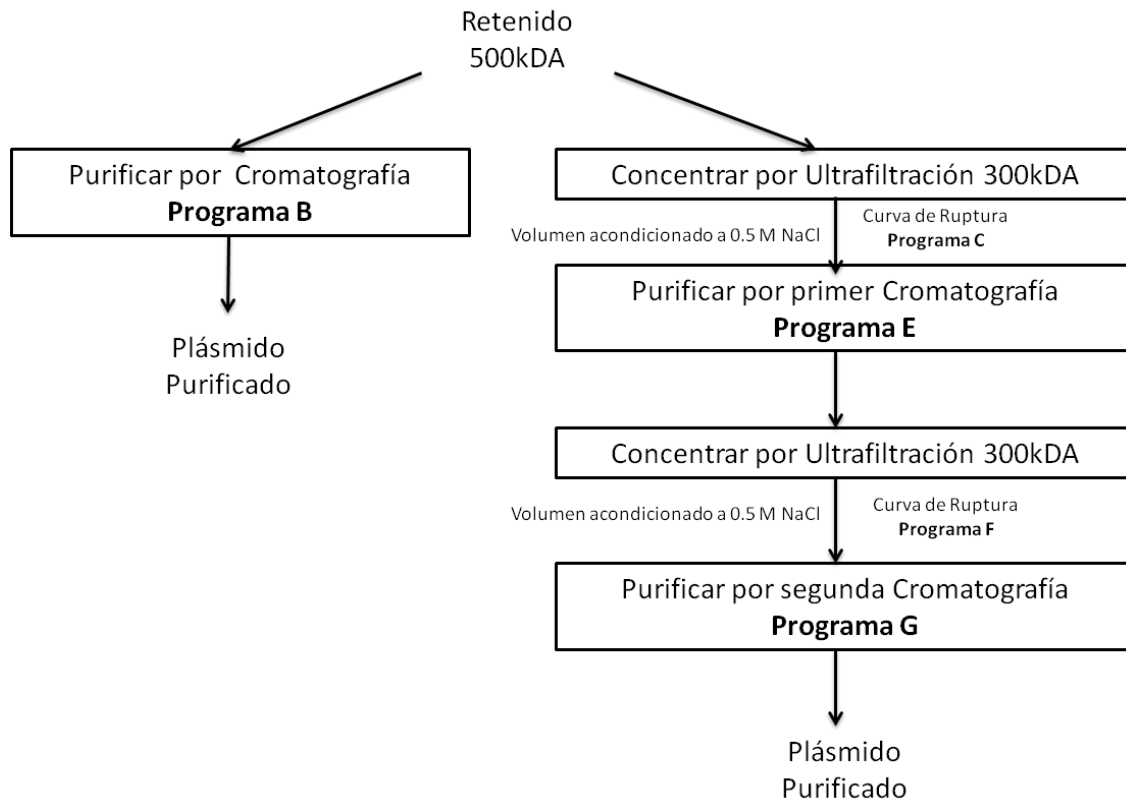 Retenido
500kDA
Purificar por Cromatografía
Programa B
Plásmido
Purificado
Concentrar por Ultrafiltración 300kDA
Volumen acondicionado a 0.5 M NaCl
Curva de Ruptura
Programa C
Purificar por primer Cromatografía
Programa E
Concentrar por Ultrafiltración 300kDA
Volumen acondicionado a 0.5 M NaCl
Curva de Ruptura
Programa F
Purificar por segunda Cromatografía
Programa G
Plásmido
Purificado